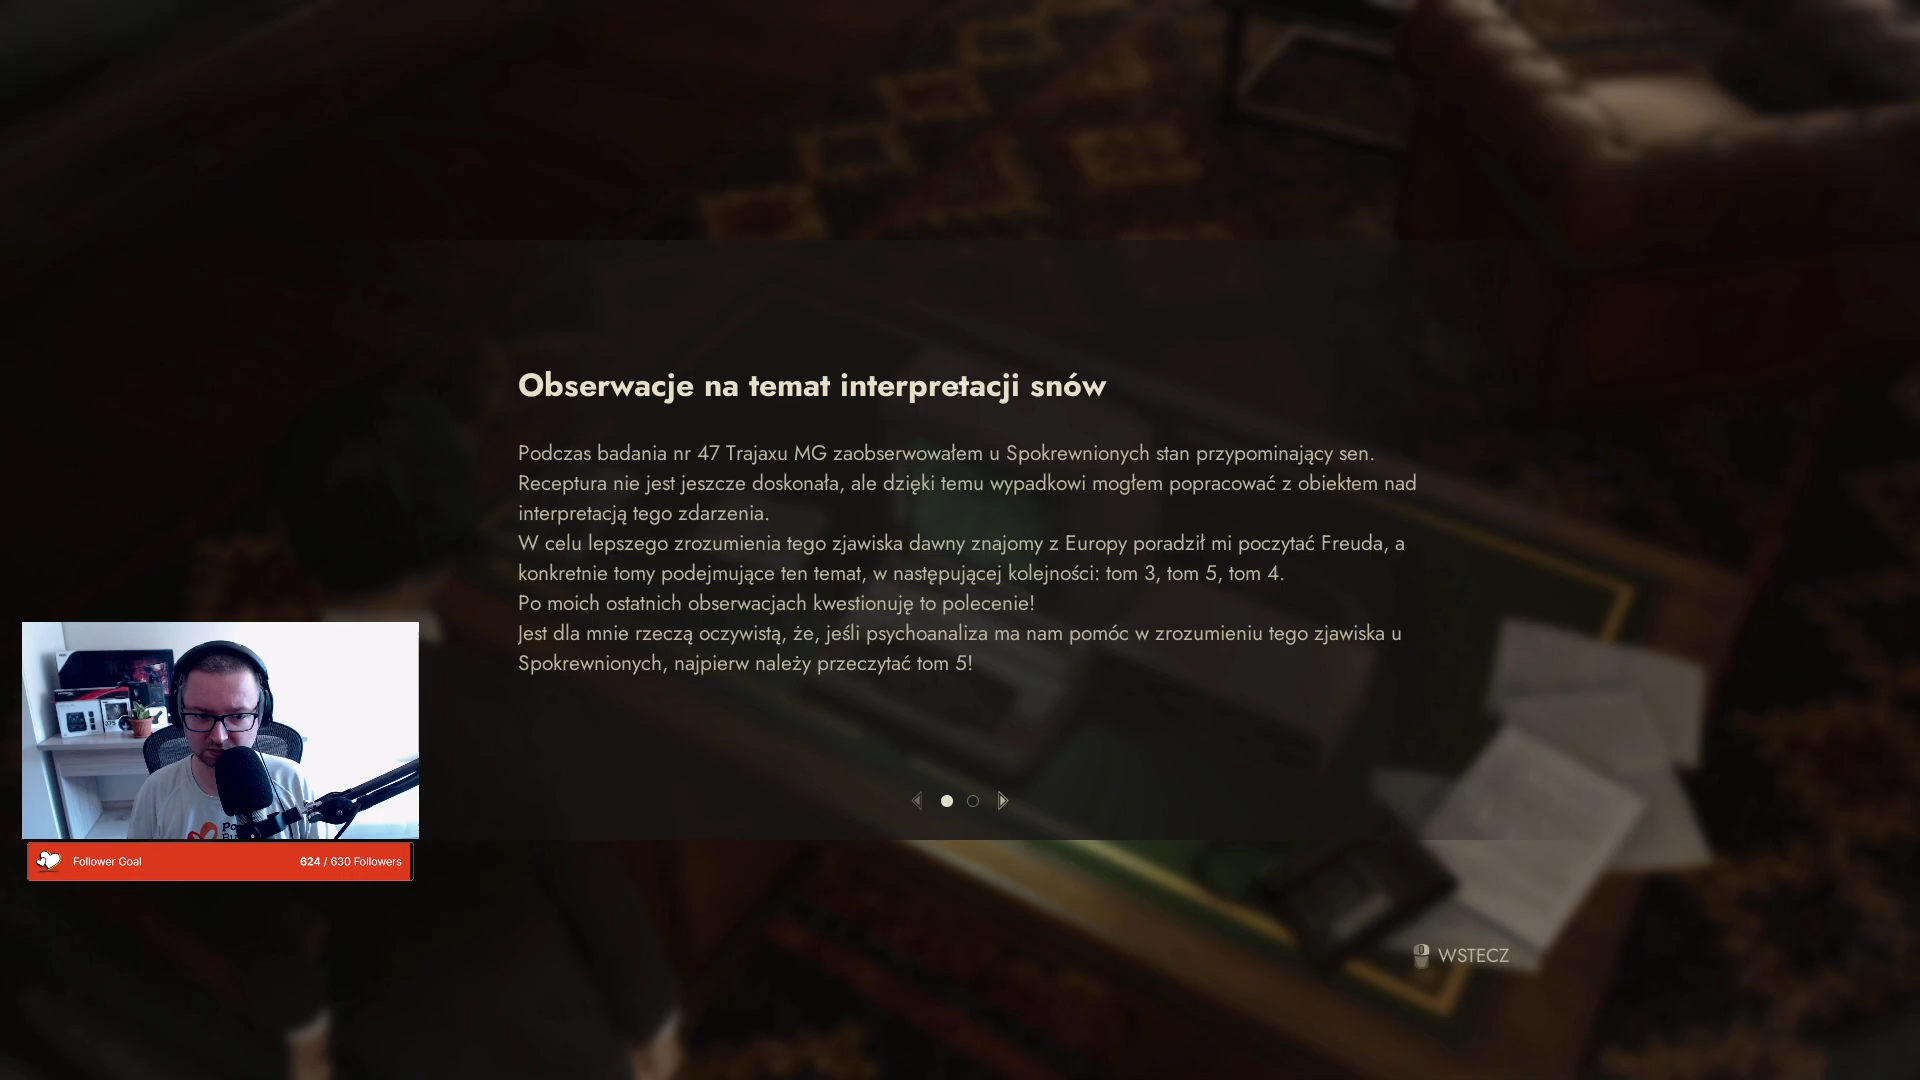 Obserwacje na temat interpretacji snów
Podczas badania nr 47 Trajaxu MG zaobserwowałem u Spokrewnionych stan przypominający sen.
Receptura nie jest jeszcze doskonała, ale dzięki temu wypadkowi mogłem popracować z obiektem nad
interpretacją tego zdarzenia.
W celu lepszego zrozumienia tego zjawiska dawny znajomy z Europy poradził mi poczytać Freuda, a
konkretnie tomy podejmujące ten temat, w następującej kolejności: tom 3, tom 5, tom 4.
Po moich ostatnich obserwacjach kwestionuję to polecenie!
Jest dla mnie rzeczą oczywistą, że, jeśli psychoanaliza ma nam pomóc w zrozumieniu tego zjawiska u
Spokrewnionych, najpierw należy przeczytać tom 5!
Follower Goal
624 / 630 Followers
WSTECZ